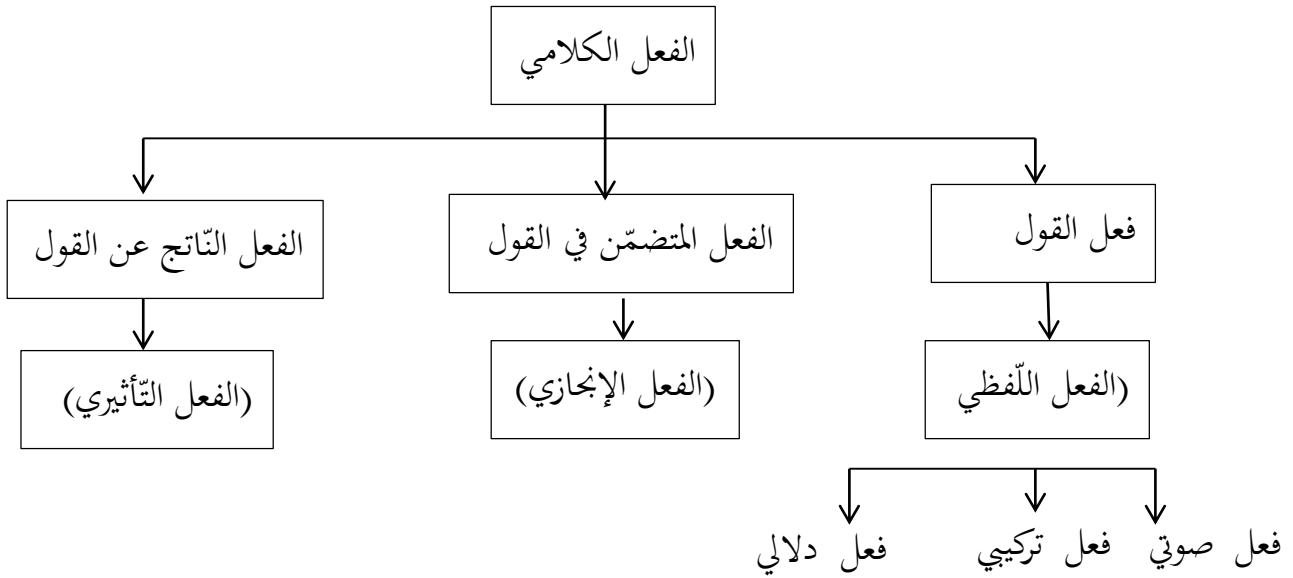 الفعل الكلامي
فعل القول
الفعل المتضمّن في القول
الفعل النّاتج عن القول
(الفعل اللّفظي
(الفعل الإنجازي)
(الفعل التّأثيري)
فعل صوتي
فعل تركيبي
فعل دلالي